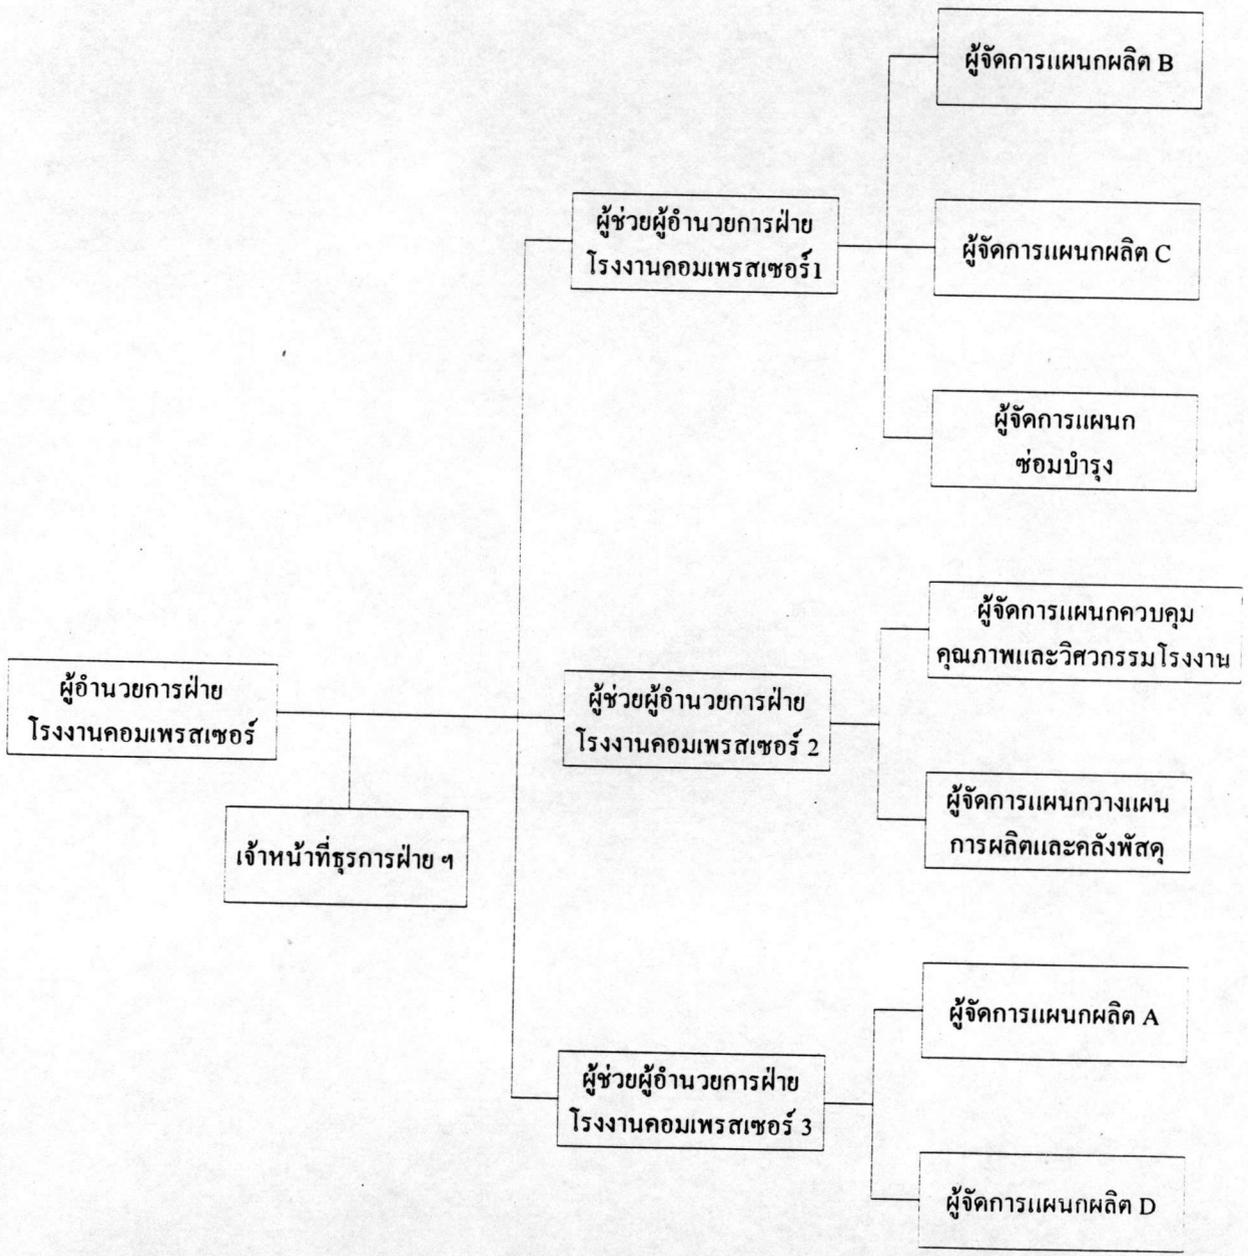 ผู้จัดการแผนกผลิต B
ผู้ช่วยผู้อำนวยการฝ่าย
โรงงานคอมเพรสเซอร์1
ผู้จัดการแผนกผลิต C
ผู้จัดการแผนก
ซ่อมบำรุง
ผู้จัดการแผนกควบคุม
คุณภาพและวิศวกรรมโรงงาน
ผู้อำนวยการฝ่าย
โรงงานคอมเพรสเซอร์
ผู้ช่วยผู้อำนวยการฝ่าย
โรงงานคอมเพรสเซอร์ 2
ผู้จัดการแผนกวางแผน
การผลิตและคลังพัสดุ
เจ้าหน้าที่ธุรการฝ่าย ฯ
ผู้จัดการแผนกผลิต A
ผู้ช่วยผู้อำนวยการฝ่าย
โรงงานคอมเพรสเซอร์ 3
ผู้จัดการแผนกผลิต D